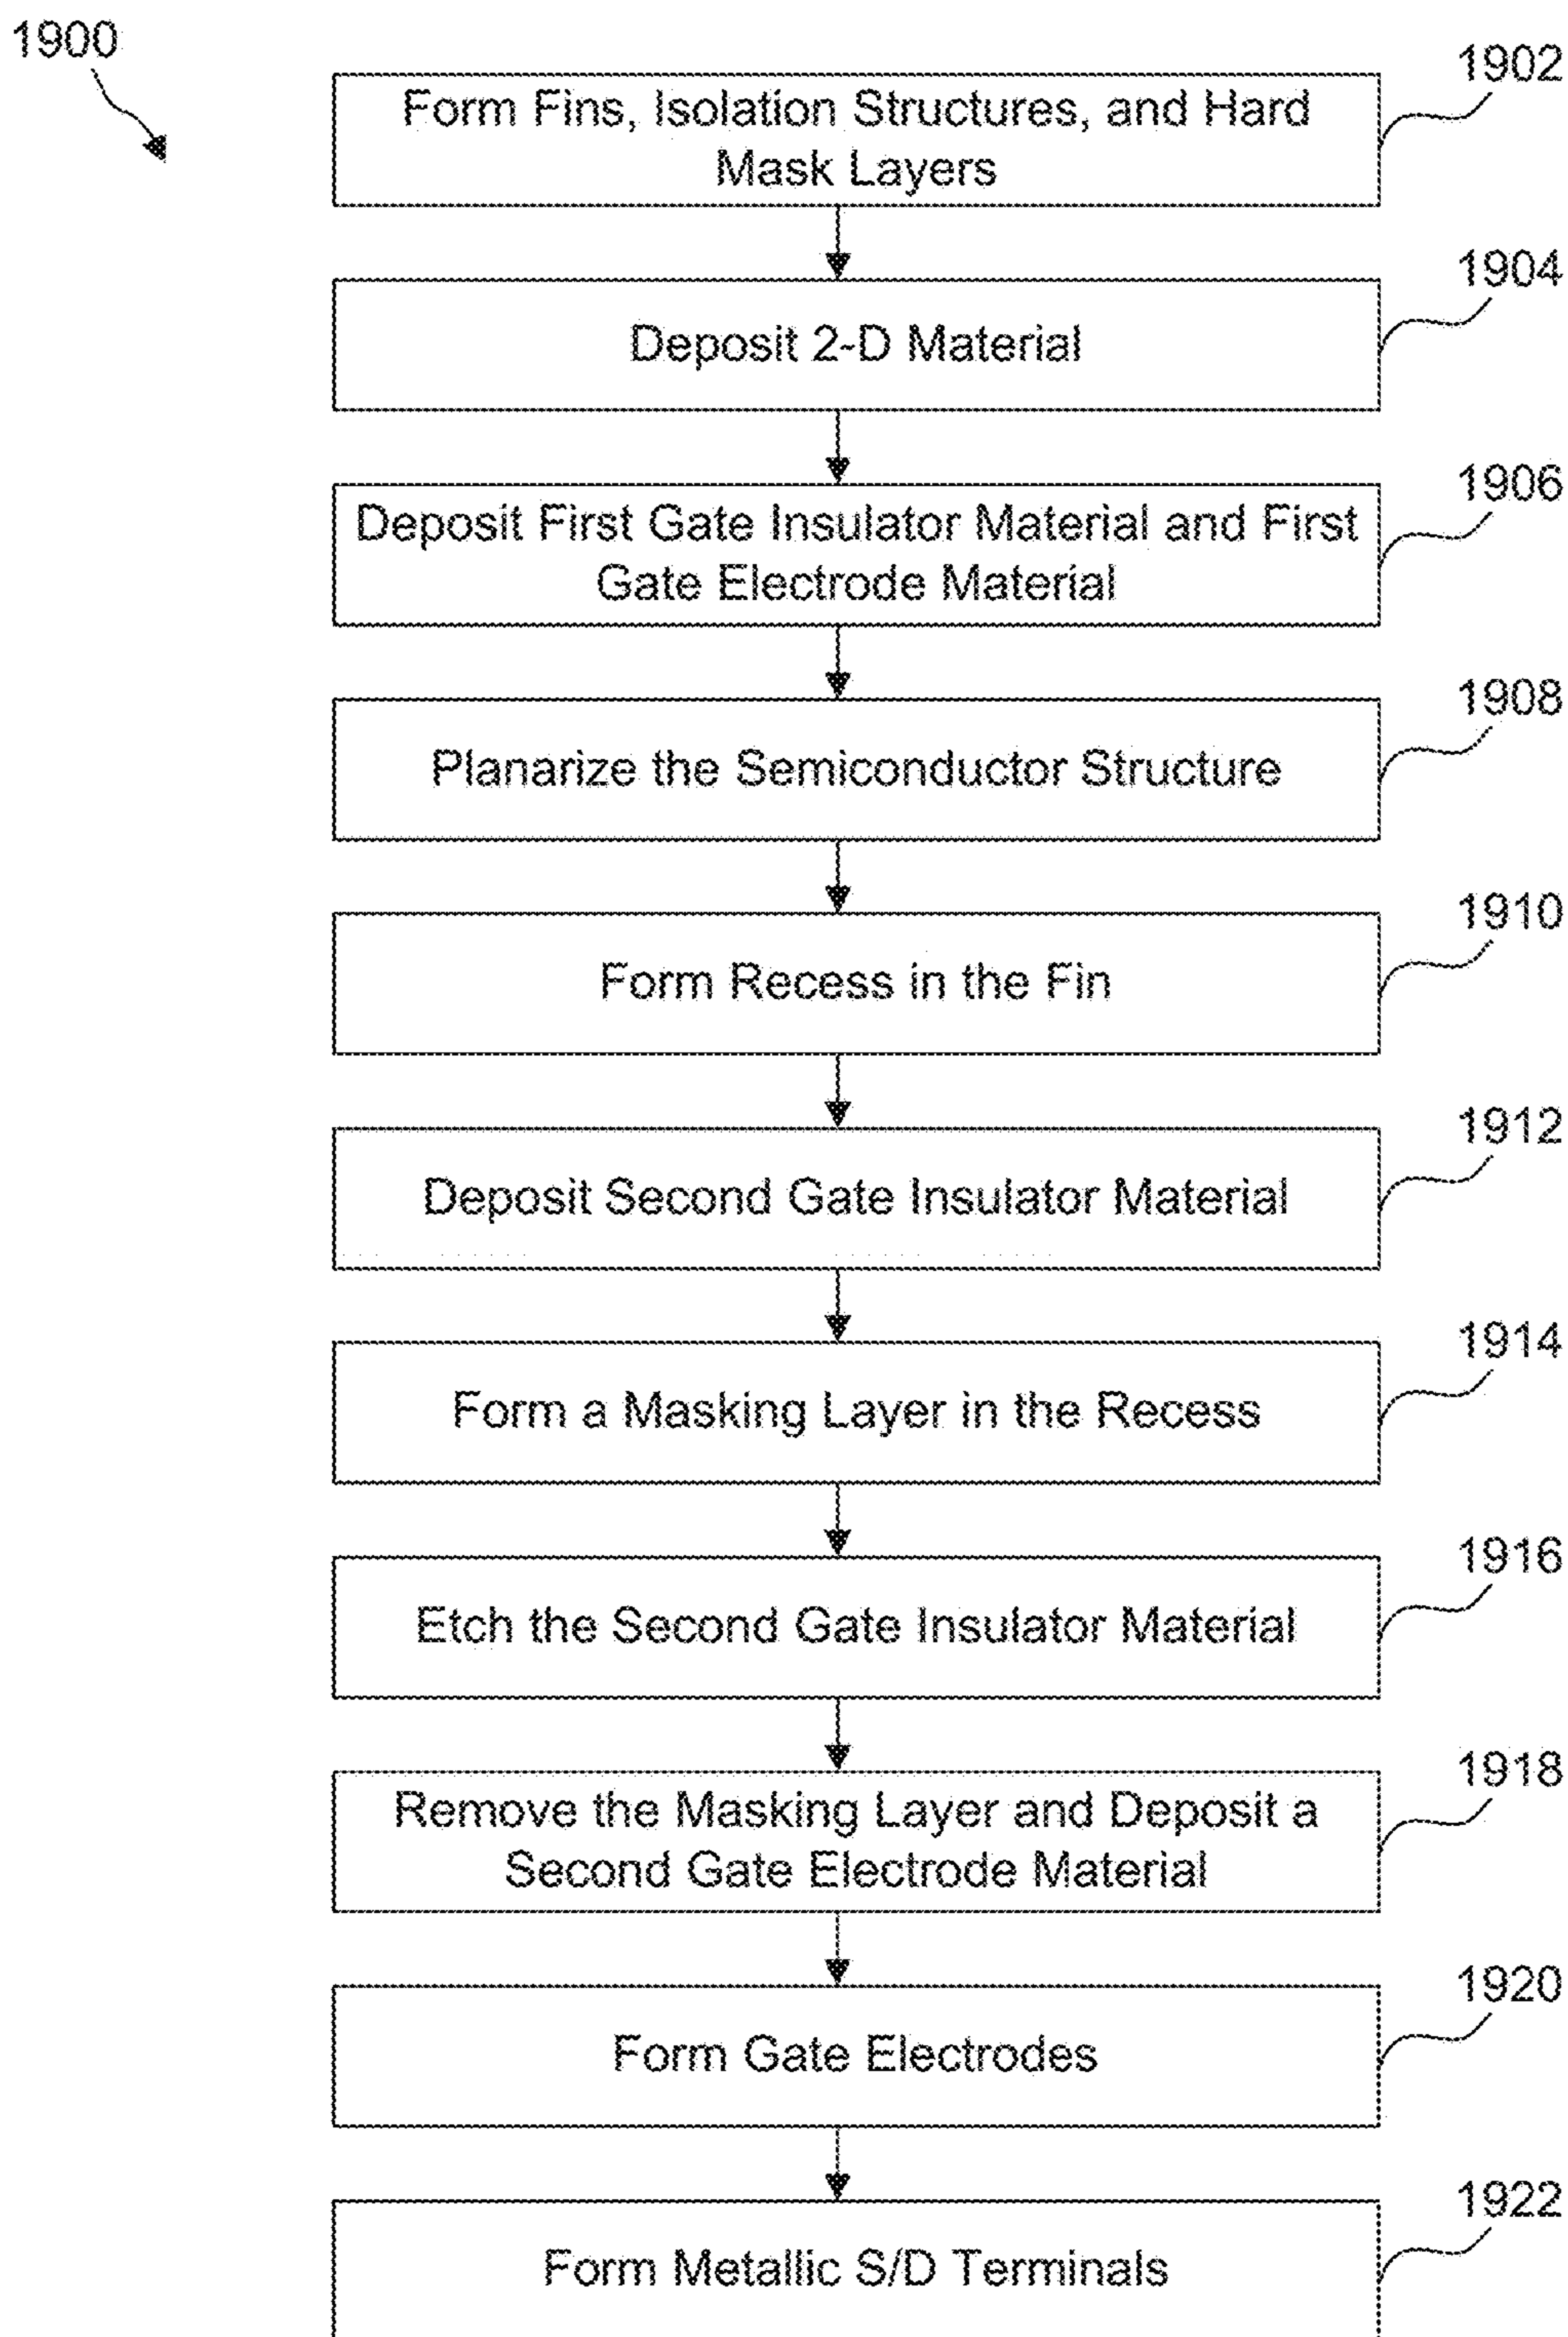 1900
1902
Form Fins, Isolation Structures, and Hard
Mask Layers
1904
Deposit 2-D Material
1906
Deposit First Gate Insulator Material and First
Gate Electrode Material
1908
Planarize the Semiconductor Structure
1910
Form Recess in the Fin
1912
Deposit Second Gate Insulator Material
1914
Form a Masking Layer in the Recess
1916
Etch the Second Gate Insulator Material
1918
Remove the Masking Layer and Deposit a
Second Gate Electrode Material
1920
Form Gate Electrodes
1922
Form Metallic S/D Terminals